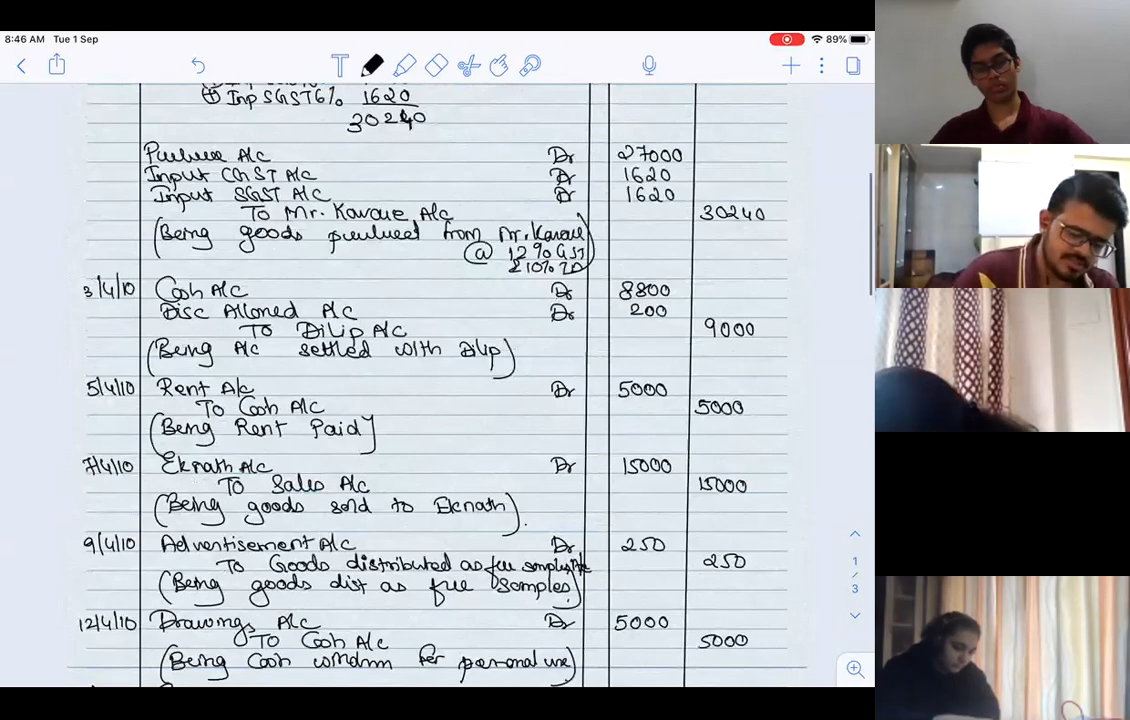 8:46 AM Tue 1 Sep 89%
+ Inp SGST 6% 1620
30240
Purchase A/c Dr 27000
Input CGST A/c Dr 1620
Input SGST A/c Dr 1620
To Mr. Kavare A/c 30240
(Being goods purchased from Mr. Kavare
@ 12% GST
& 10% TD)
3/4/10 Cash A/c Dr 8800
Disc Allowed A/c Dr 200
To Dilip A/c 9000
(Being A/c settled with Dilip)
5/4/10 Rent A/c Dr 5000
To Cash A/c 5000
(Being Rent Paid)
7/4/10 Eknath A/c Dr 15000
To Sales A/c 15000
(Being goods sold to Eknath).
9/4/10 Advertisement A/c Dr 250
To Goods distributed as free samples A/c 250
(Being goods dist as free Samples)
12/4/10 Drawings A/c Dr 5000
To Cash A/c 5000
(Being Cash withdrn for personal use)
1
/
3